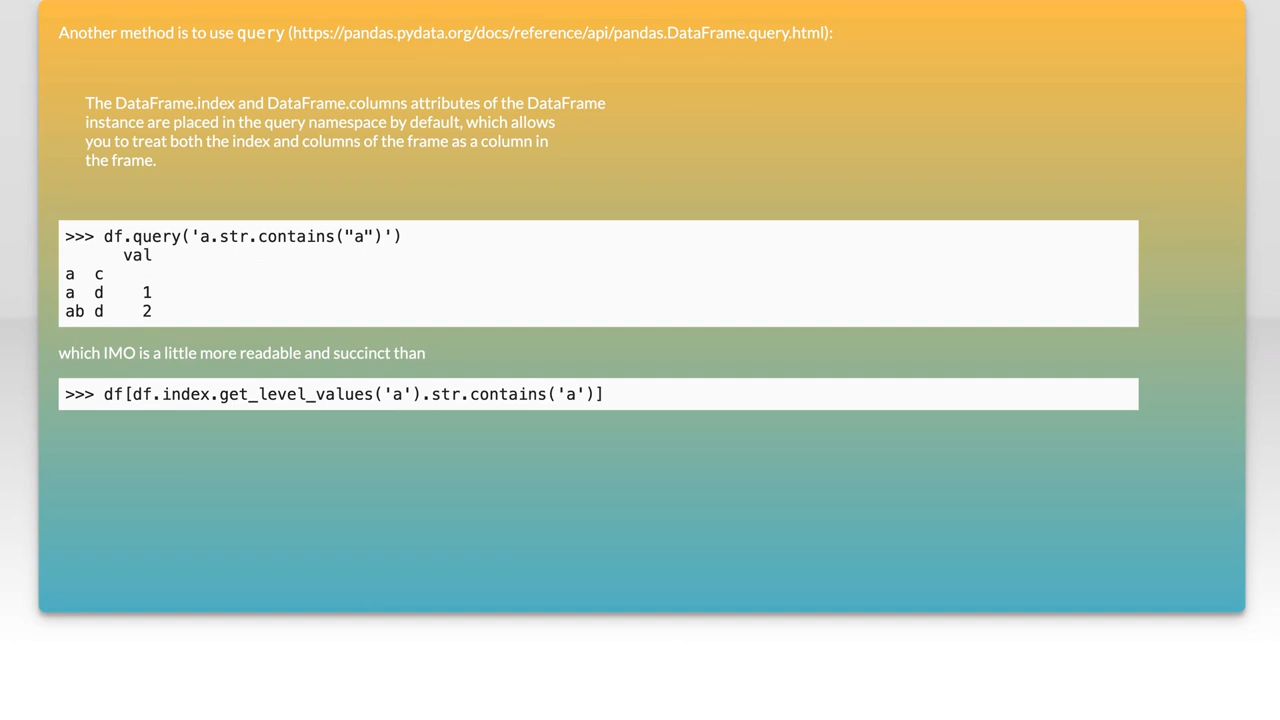 Another method is to use query (https://pandas.pydata.org/docs/reference/api/pandas.DataFrame.query.html):
The DataFrame.index and DataFrame.columns attributes of the DataFrame
instance are placed in the query namespace by default, which allows
you to treat both the index and columns of the frame as a column in
the frame.
>>> df.query('a.str.contains("a")')
      val
a  c
a  d    1
ab d    2
which IMO is a little more readable and succinct than
>>> df[df.index.get_level_values('a').str.contains('a')]